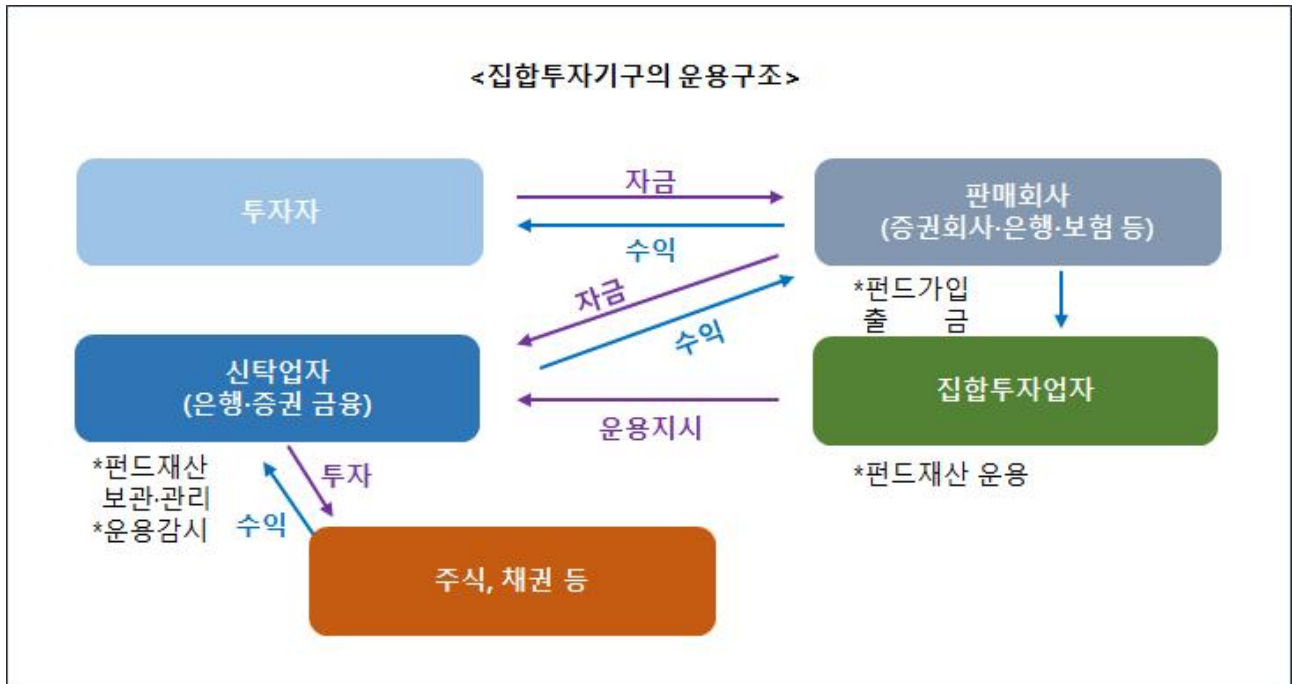 <집합투자기구의 운용구조>
투자자
자금
수익
판매회사
(증권회사·은행·보험 등)
자금
수익
*펀드가입
출 금
신탁업자
(은행·증권 금융)
운용지시
집합투자업자
*펀드재산
보관·관리
*운용감시
투자
수익
*펀드재산 운용
주식, 채권 등